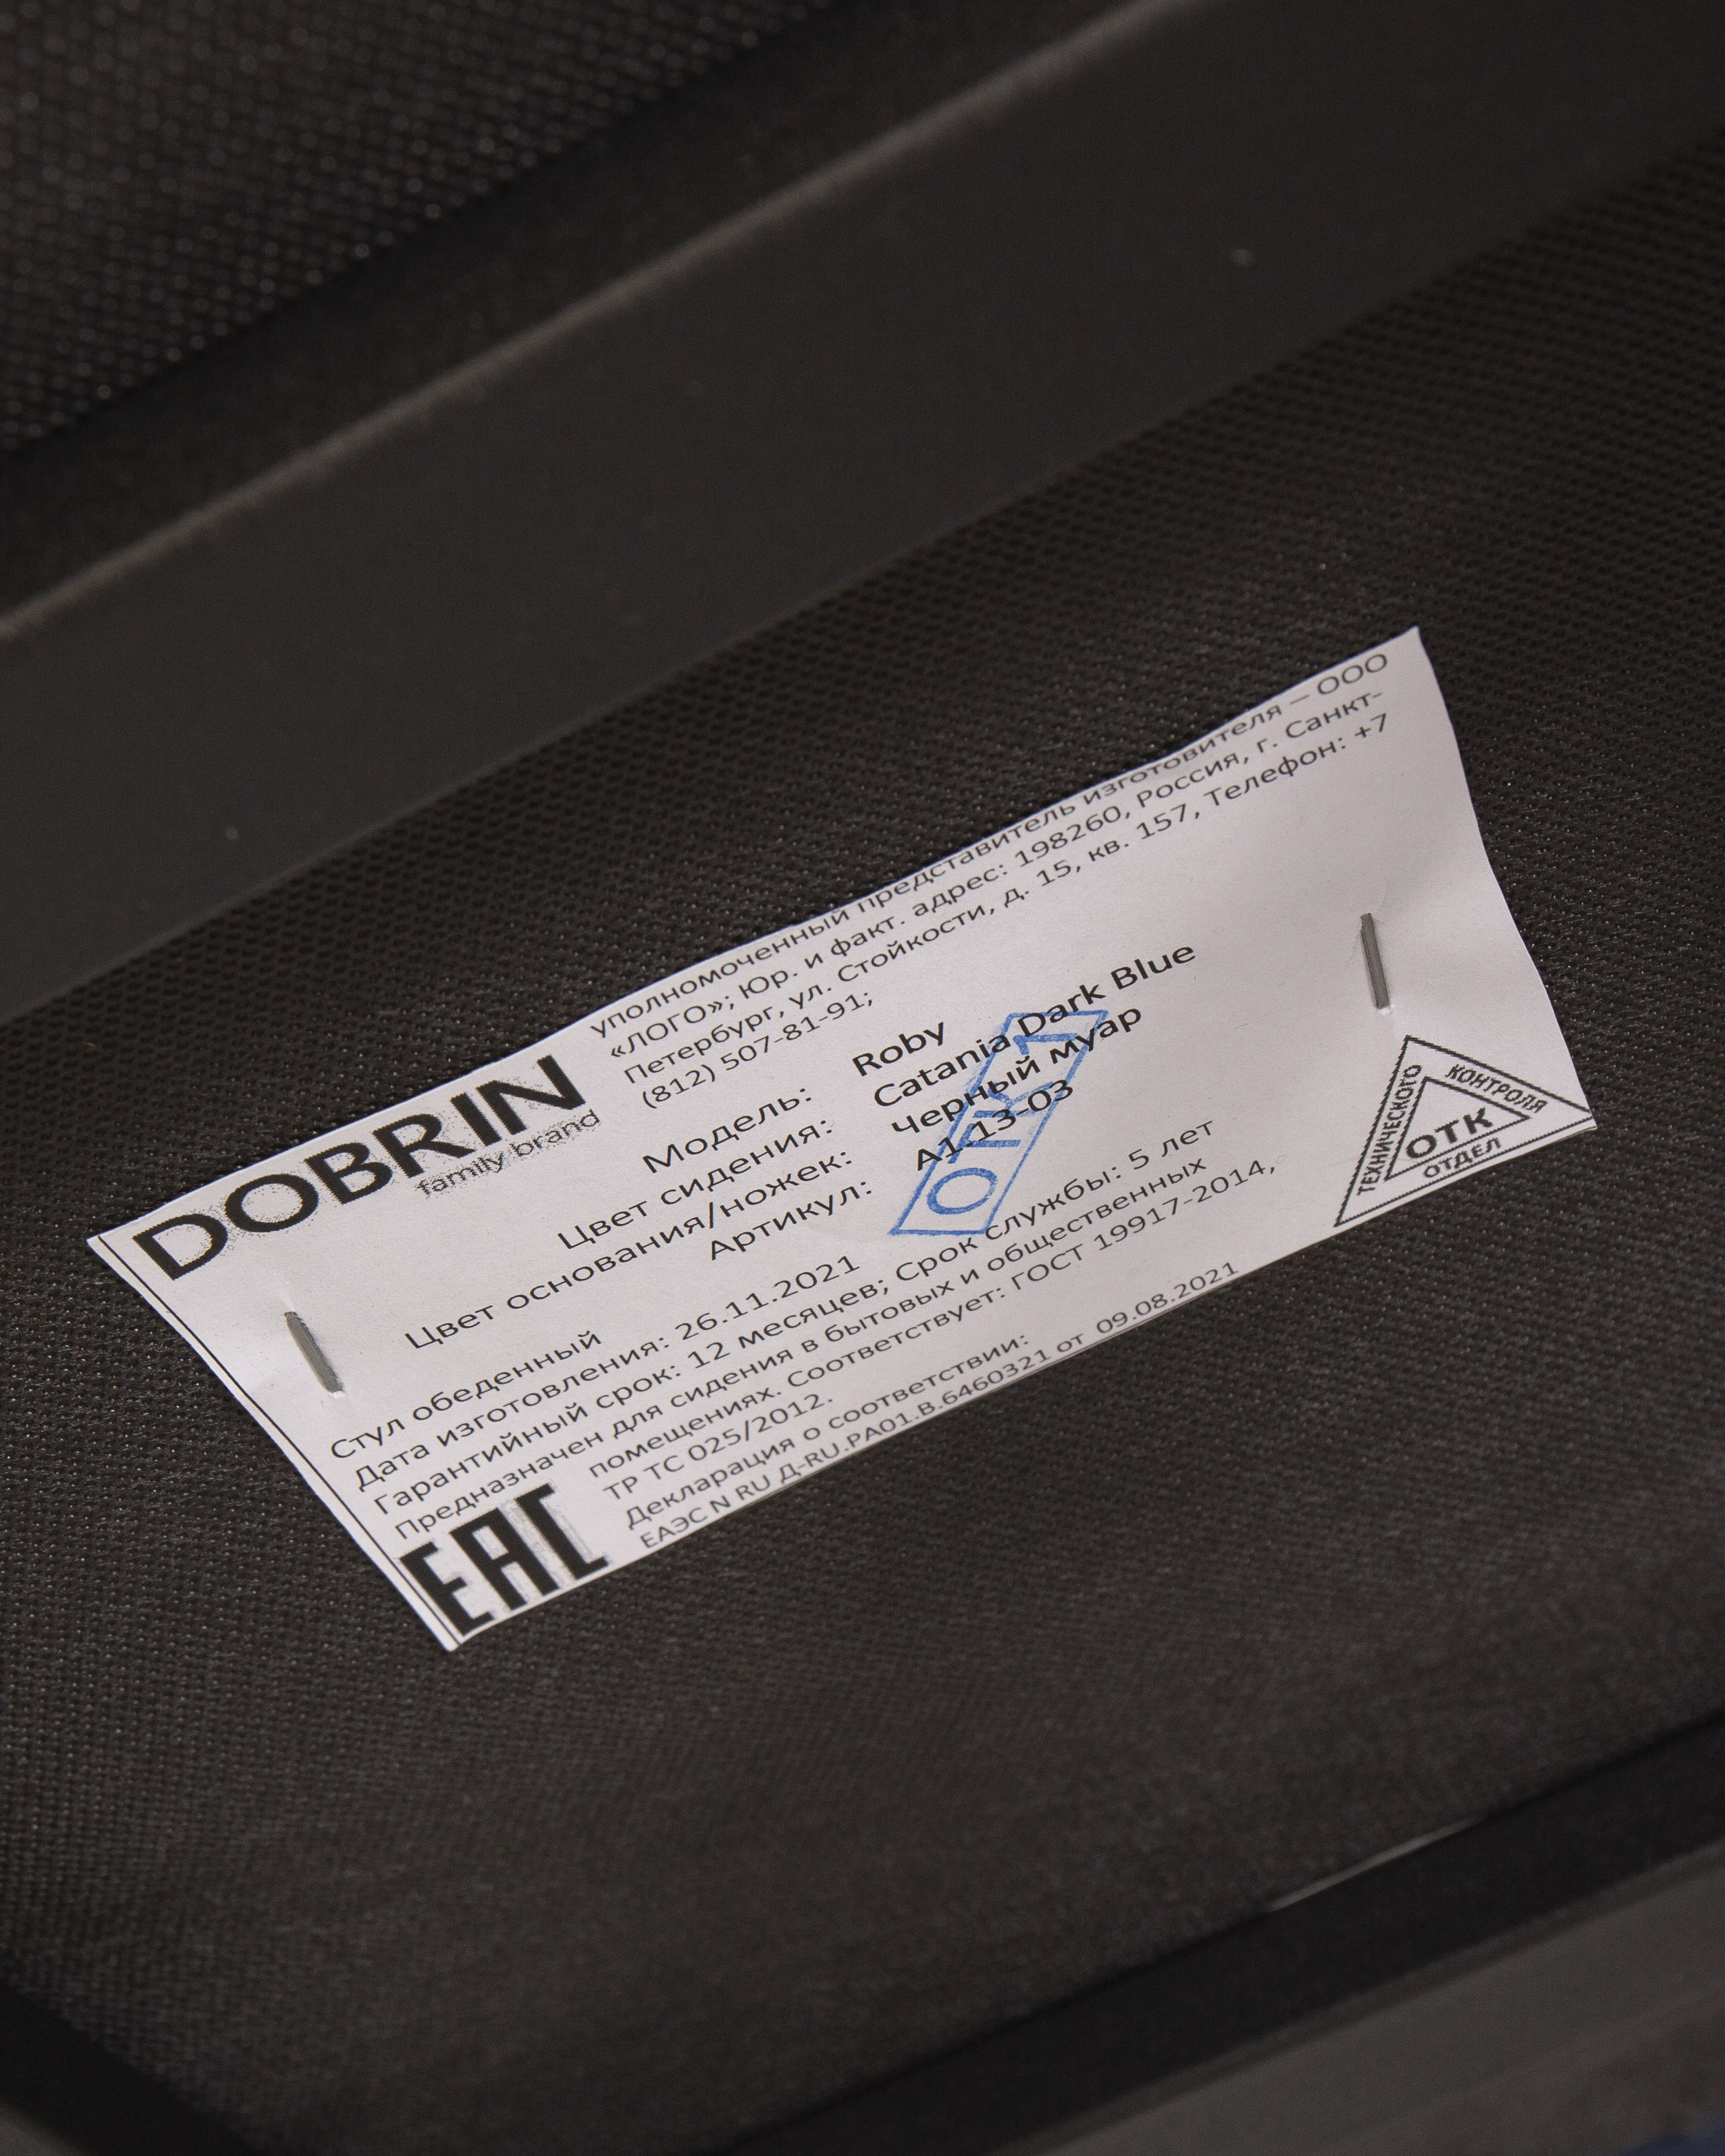 DOBRIN
family brand
уполномоченный представитель изготовителя – ООО
«ЛОГО»; Юр. и факт. адрес: 198260, Россия, г. Санкт-
Петербург, ул. Стойкости, д. 15, кв. 157, Телефон: +7
(812) 507-81-91;
Модель: Roby
Цвет сидения: Catania Dark Blue
Цвет основания/ножек: Черный муар
Артикул: A1-13-03
Стул обеденный
Дата изготовления: 26.11.2021
Гарантийный срок: 12 месяцев; Срок службы: 5 лет
Предназначен для сидения в бытовых и общественных
помещениях. Соответствует: ГОСТ 19917-2014,
ТР ТС 025/2012.
Декларация о соответствии:
ЕАЭС N RU Д-RU.РА01.В.6460321 от 09.08.2021
EAC
ТЕХНИЧЕСКОГО
КОНТРОЛЯ
ОТК
ОТДЕЛ